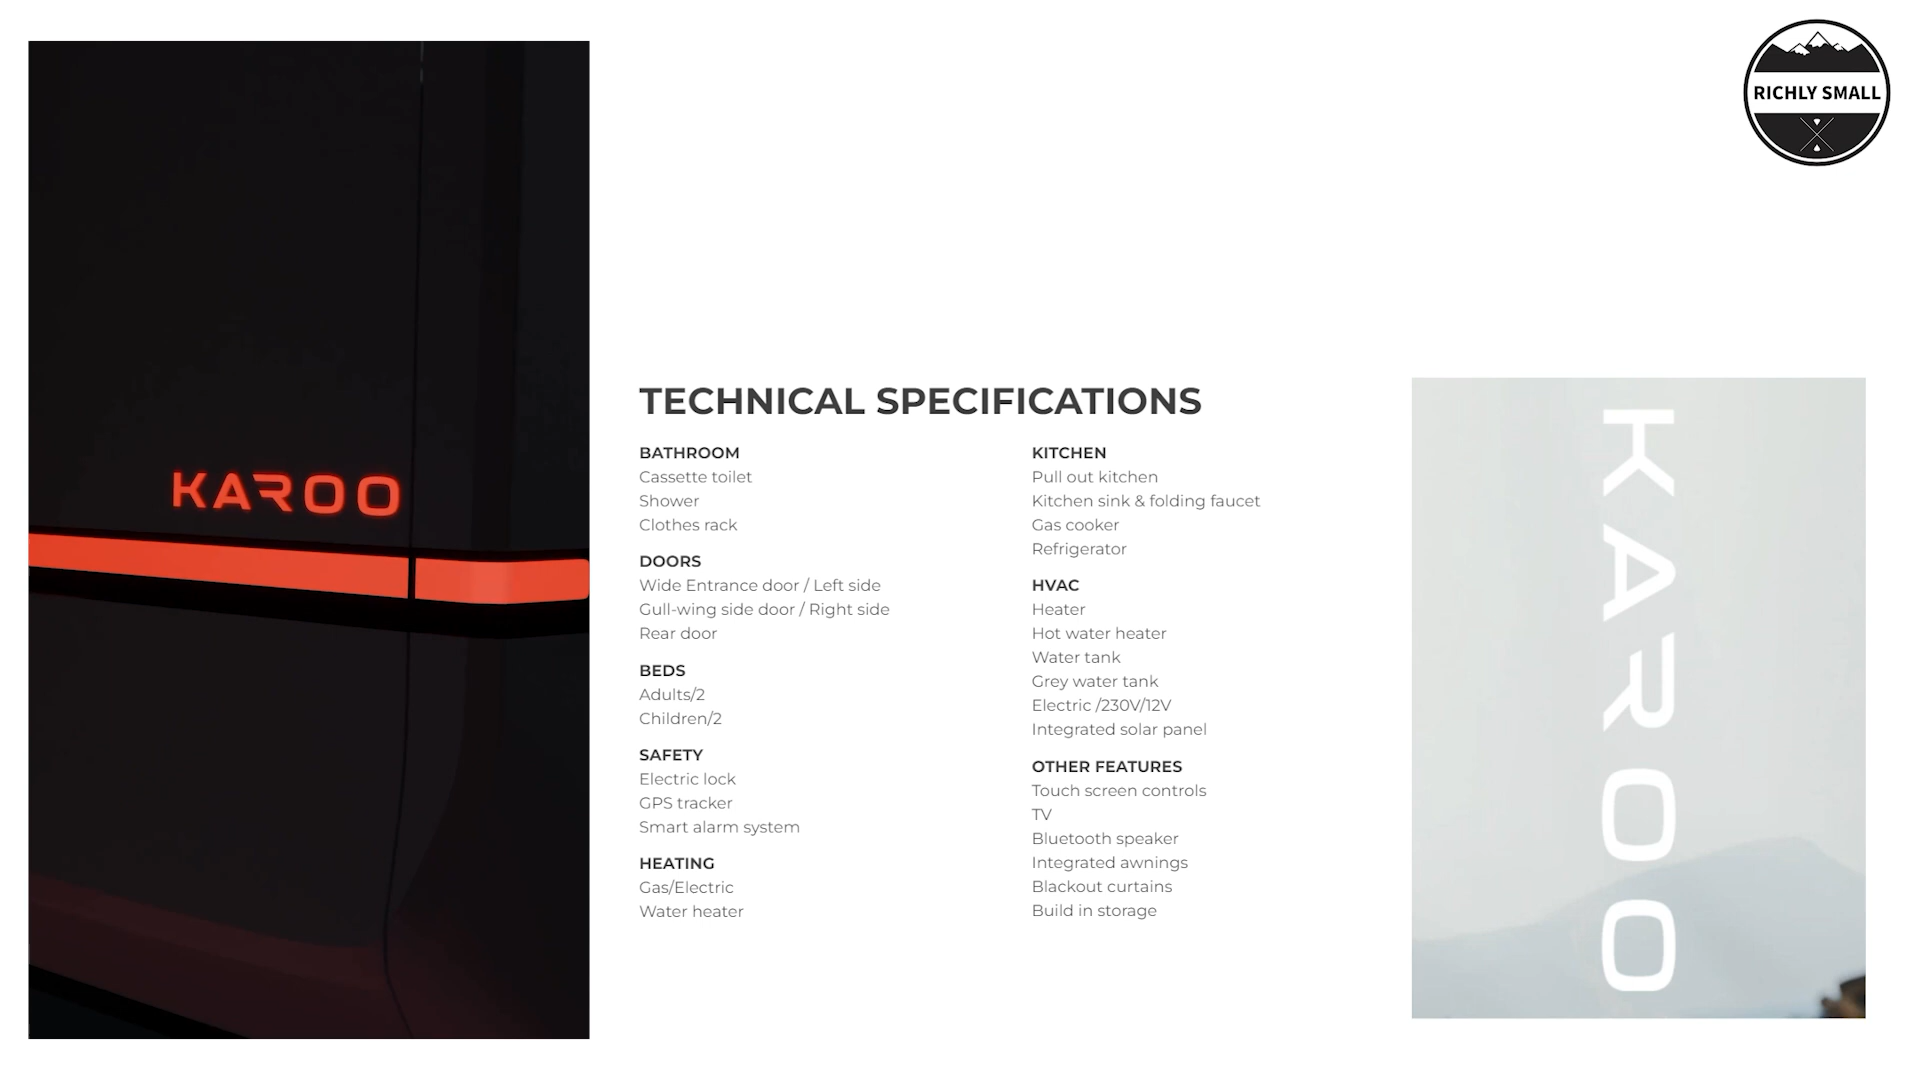 RICHLY SMALL
KAROO
TECHNICAL SPECIFICATIONS
BATHROOM
Cassette toilet
Shower
Clothes rack
DOORS
Wide Entrance door / Left side
Gull-wing side door / Right side
Rear door
BEDS
Adults/2
Children/2
SAFETY
Electric lock
GPS tracker
Smart alarm system
HEATING
Gas/Electric
Water heater
KITCHEN
Pull out kitchen
Kitchen sink & folding faucet
Gas cooker
Refrigerator
HVAC
Heater
Hot water heater
Water tank
Grey water tank
Electric /230V/12V
Integrated solar panel
OTHER FEATURES
Touch screen controls
TV
Bluetooth speaker
Integrated awnings
Blackout curtains
Build in storage
KAROO